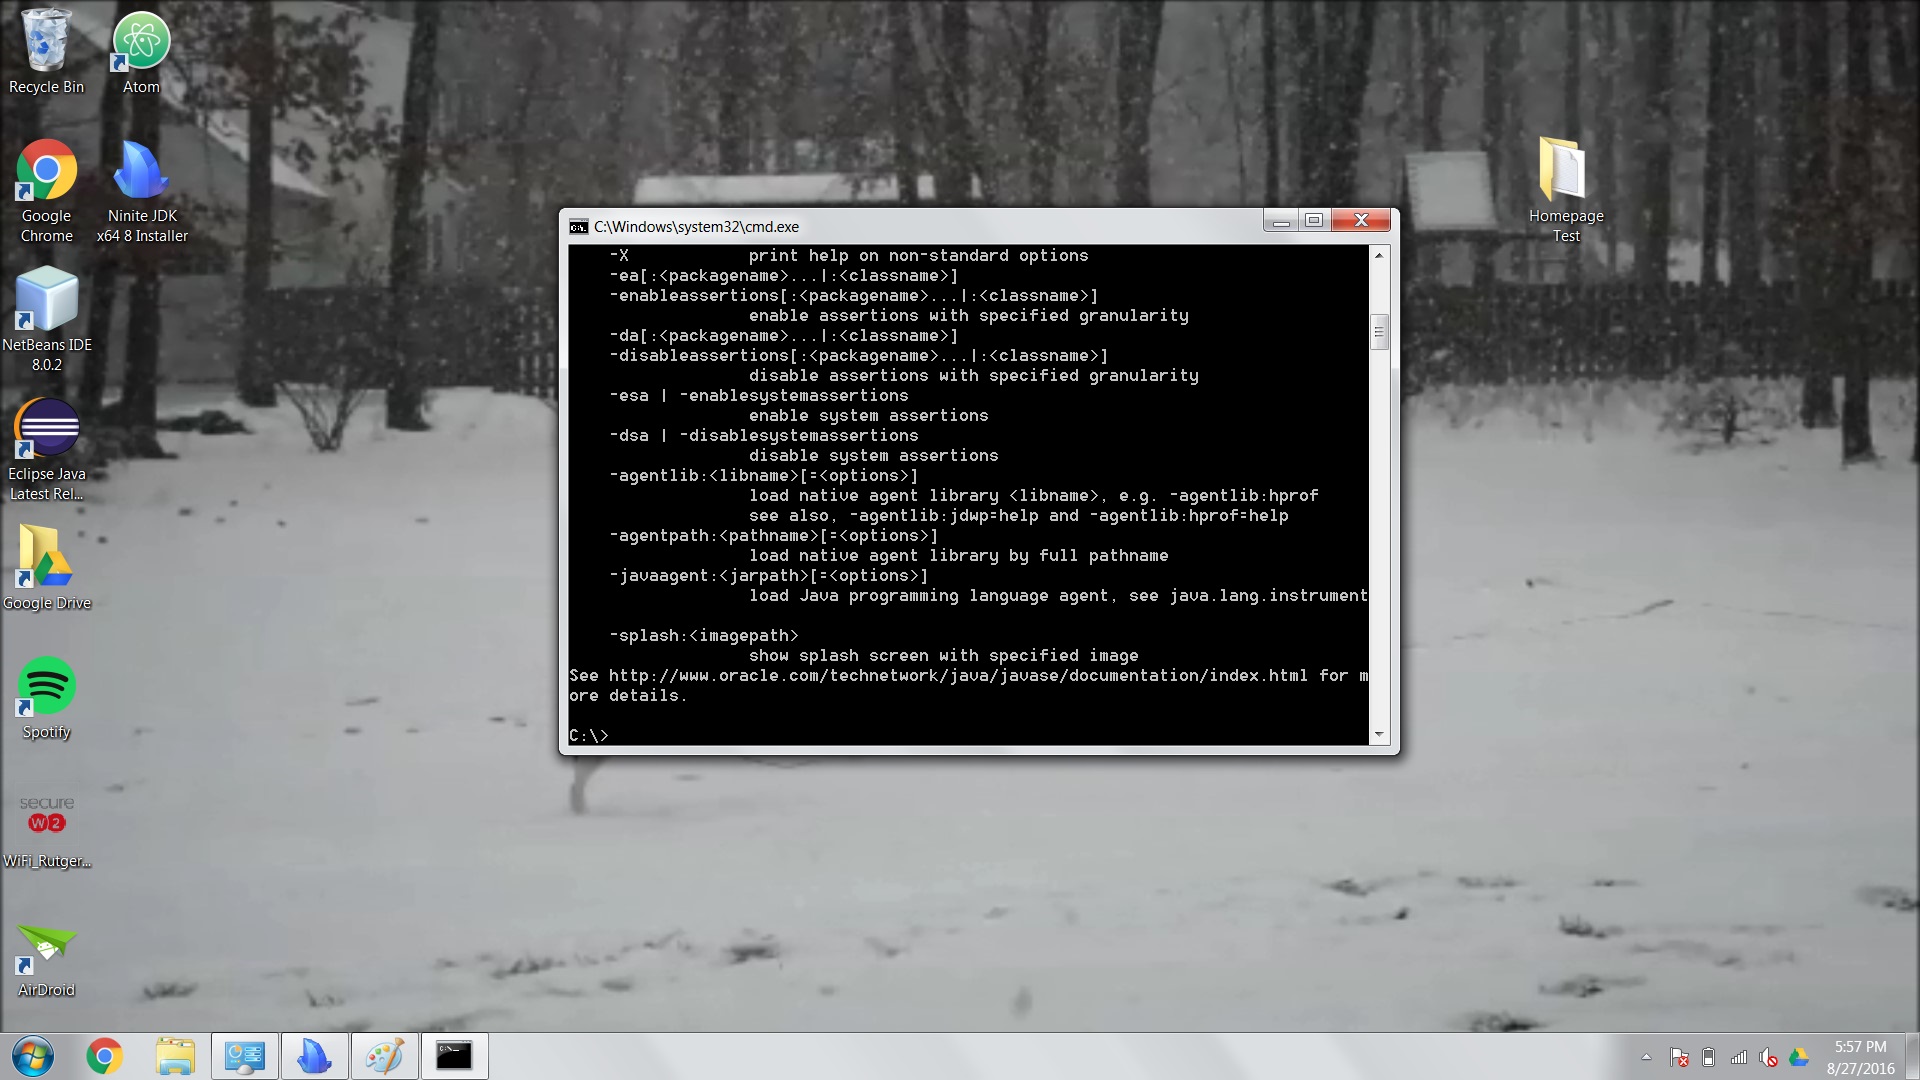 Recycle Bin
Atom
Google
Chrome
Ninite JDK
x64 8 Installer
NetBeans IDE
8.0.2
Eclipse Java
Latest Rel...
Google Drive
Spotify
secure
W2
WiFi_Rutger...
AirDroid
Homepage
Test
C:\Windows\system32\cmd.exe
-X print help on non-standard options
-ea[:<packagename>...|:<classname>]
-enableassertions[:<packagename>...|:<classname>]
enable assertions with specified granularity
-da[:<packagename>...|:<classname>]
-disableassertions[:<packagename>...|:<classname>]
disable assertions with specified granularity
-esa | -enablesystemassertions
enable system assertions
-dsa | -disablesystemassertions
disable system assertions
-agentlib:<libname>[=<options>]
load native agent library <libname>, e.g. -agentlib:hprof
see also, -agentlib:jdwp=help and -agentlib:hprof=help
-agentpath:<pathname>[=<options>]
load native agent library by full pathname
-javaagent:<jarpath>[=<options>]
load Java programming language agent, see java.lang.instrument
-splash:<imagepath>
show splash screen with specified image
See http://www.oracle.com/technetwork/java/javase/documentation/index.html for m
ore details.
C:\>
5:57 PM
8/27/2016